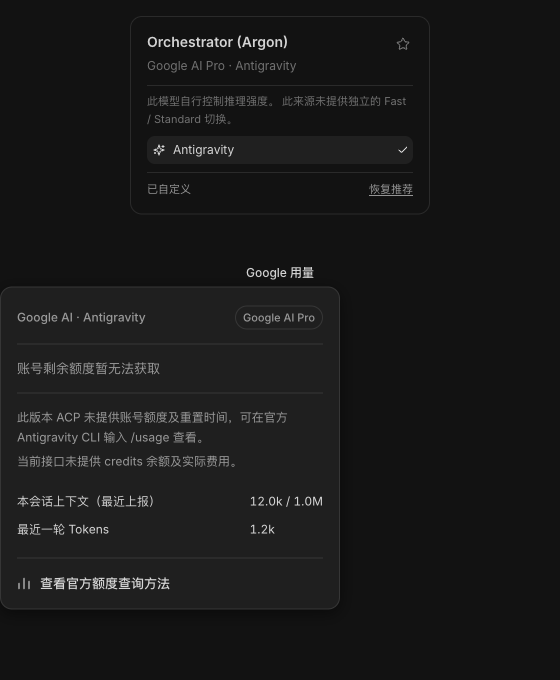 Orchestrator (Argon)
Google AI Pro · Antigravity
此模型自行控制推理强度。 此来源未提供独立的 Fast
/ Standard 切换。
Antigravity
已自定义 恢复推荐
Google 用量
Google AI · Antigravity Google AI Pro
账号剩余额度暂无法获取
此版本 ACP 未提供账号额度及重置时间，可在官方
Antigravity CLI 输入 /usage 查看。
当前接口未提供 credits 余额及实际费用。
本会话上下文（最近上报） 12.0k / 1.0M
最近一轮 Tokens 1.2k
查看官方额度查询方法